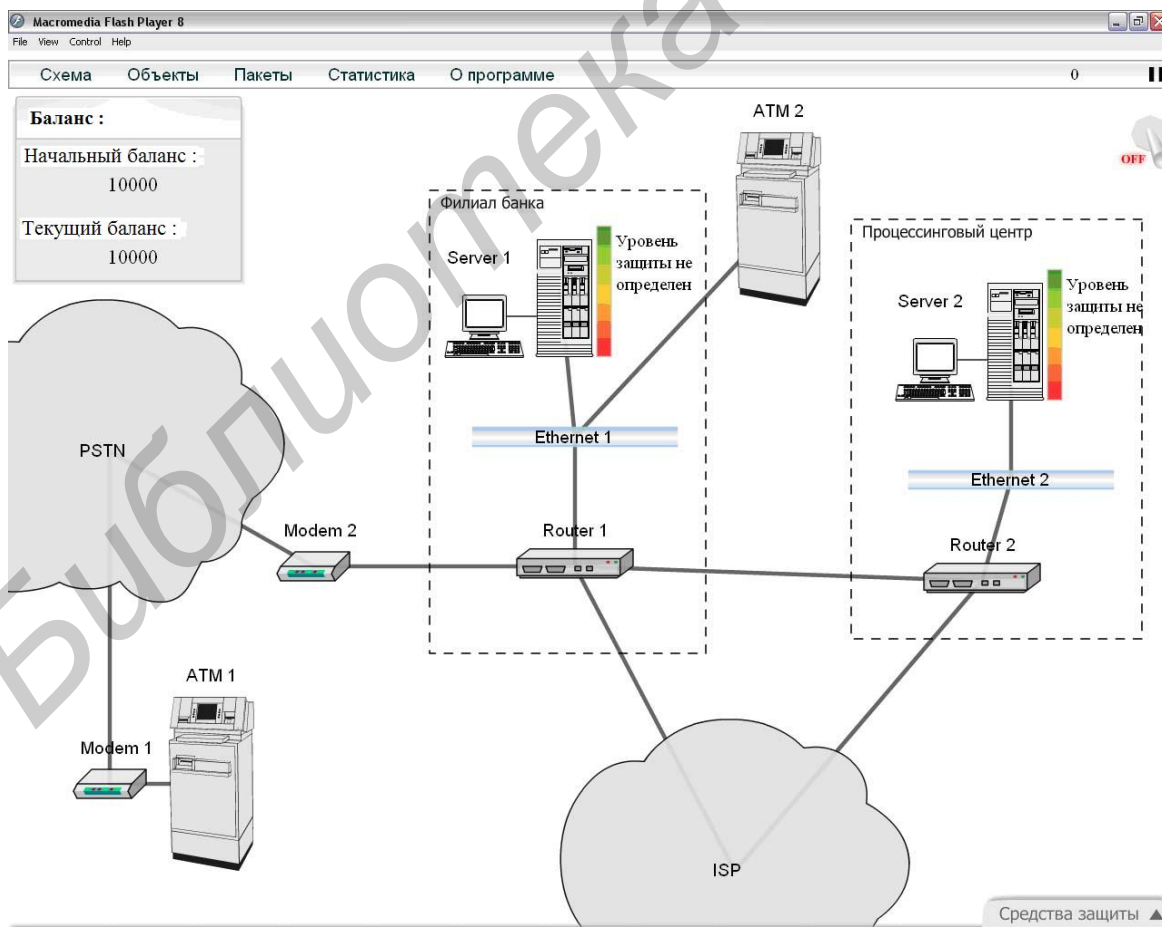 Macromedia Flash Player 8
File View Control Help
Схема Объекты Пакеты Статистика О программе 0
Баланс :
Начальный баланс :
10000
Текущий баланс :
10000
ATM 2
OFF
Филиал банка
Server 1
Уровень
защиты не
определен
Процессинговый центр
Server 2
Уровень
защиты не
определен
PSTN
Ethernet 1
Ethernet 2
Modem 2
Router 1
Router 2
ATM 1
Modem 1
ISP
Средства защиты
Библиотека